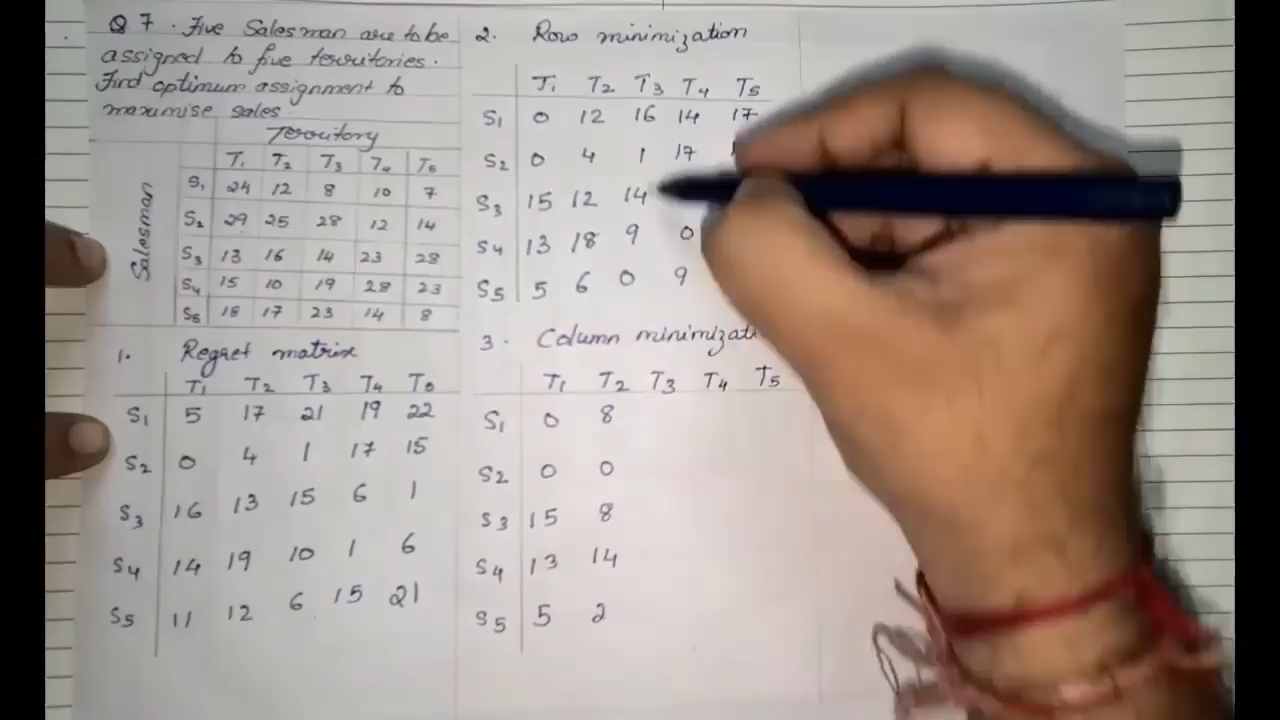 Q 7. Five Salesman are to be
assigned to five territories.
Find optimum assignment to
maximise sales.
Territory
Salesman
T1 T2 T3 T4 T5
S1 24 12 8 10 7
S2 29 25 28 12 14
S3 13 16 14 23 28
S4 15 10 19 28 23
S5 18 17 23 14 8
1. Regret matrix
T1 T2 T3 T4 T5
S1 5 17 21 19 22
S2 0 4 1 17 15
S3 16 13 15 6 1
S4 14 19 10 1 6
S5 11 12 6 15 21
2. Row minimization
T1 T2 T3 T4 T5
S1 0 12 16 14 17
S2 0 4 1 17
S3 15 12 14
S4 13 18 9 0
S5 5 6 0 9
3. Column
T1 T2 T3 T4 T5
S1 0 8
S2 0 0
S3 15 8
S4 13 14
S5 5 2